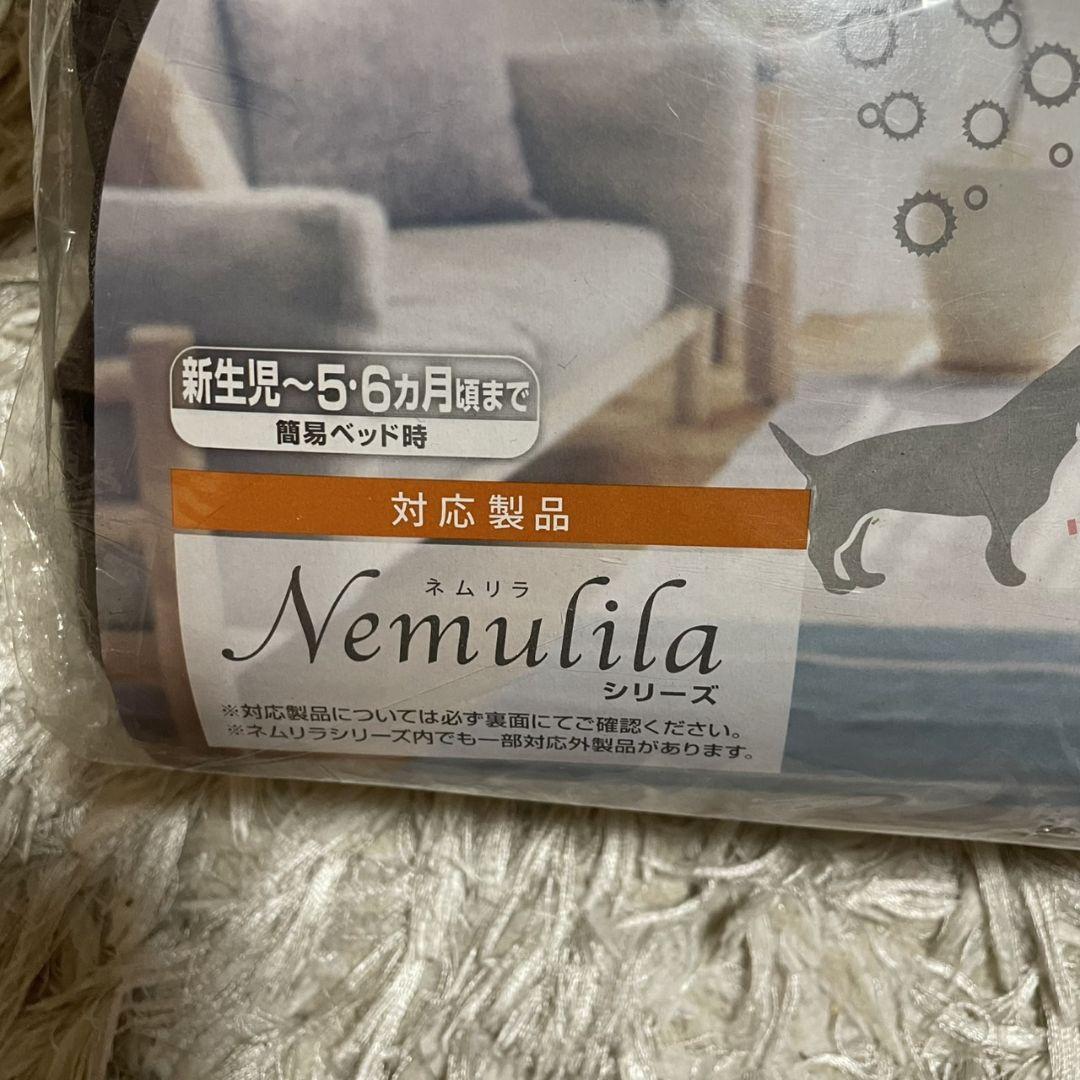 新生児～5・6カ月頃まで
簡易ベッド時
対応製品
ネムリラ
Nemulila
シリーズ
※対応製品については必ず裏面にてご確認ください。
※ネムリラシリーズ内でも一部対応外製品があります。